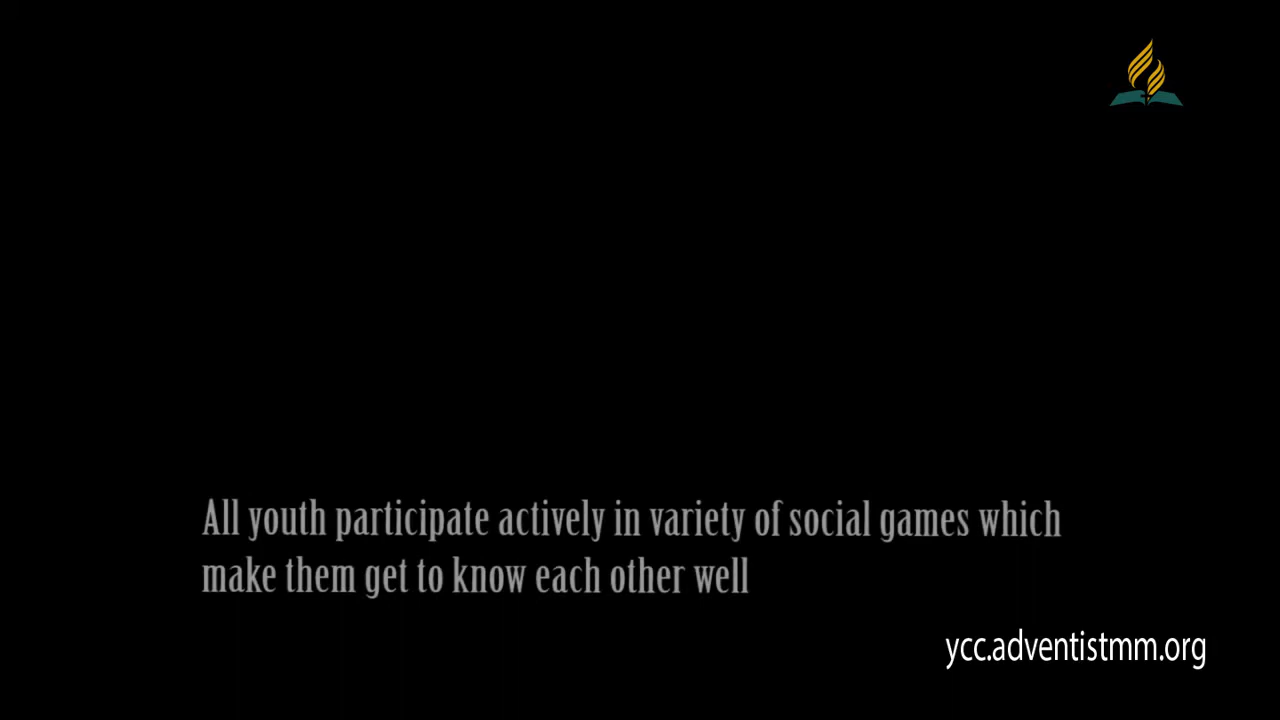 All youth participate actively in variety of social games which
make them get to know each other well
ycc.adventistmm.org